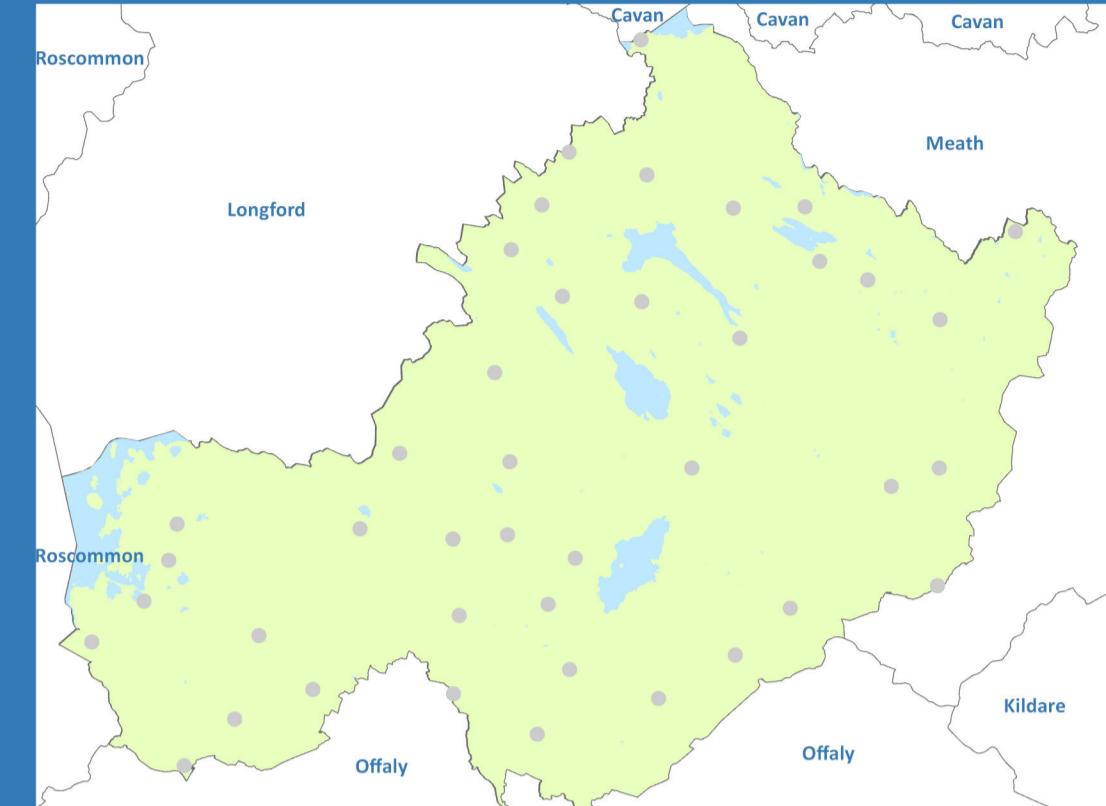 Cavan
Cavan
Cavan
Roscommon
Meath
Longford
Roscommon
Kildare
Offaly
Offaly